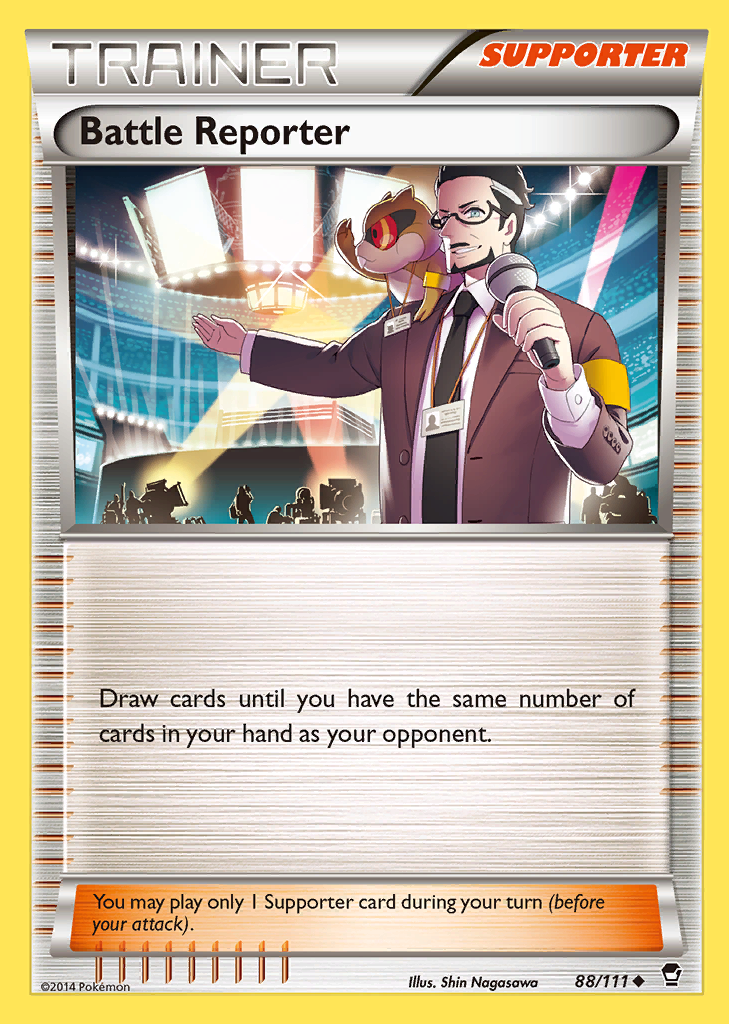 TRAINER
SUPPORTER
Battle Reporter
Draw cards until you have the same number of
cards in your hand as your opponent.
You may play only 1 Supporter card during your turn (before
your attack).
©2014 Pokémon
Illus. Shin Nagasawa
88/111